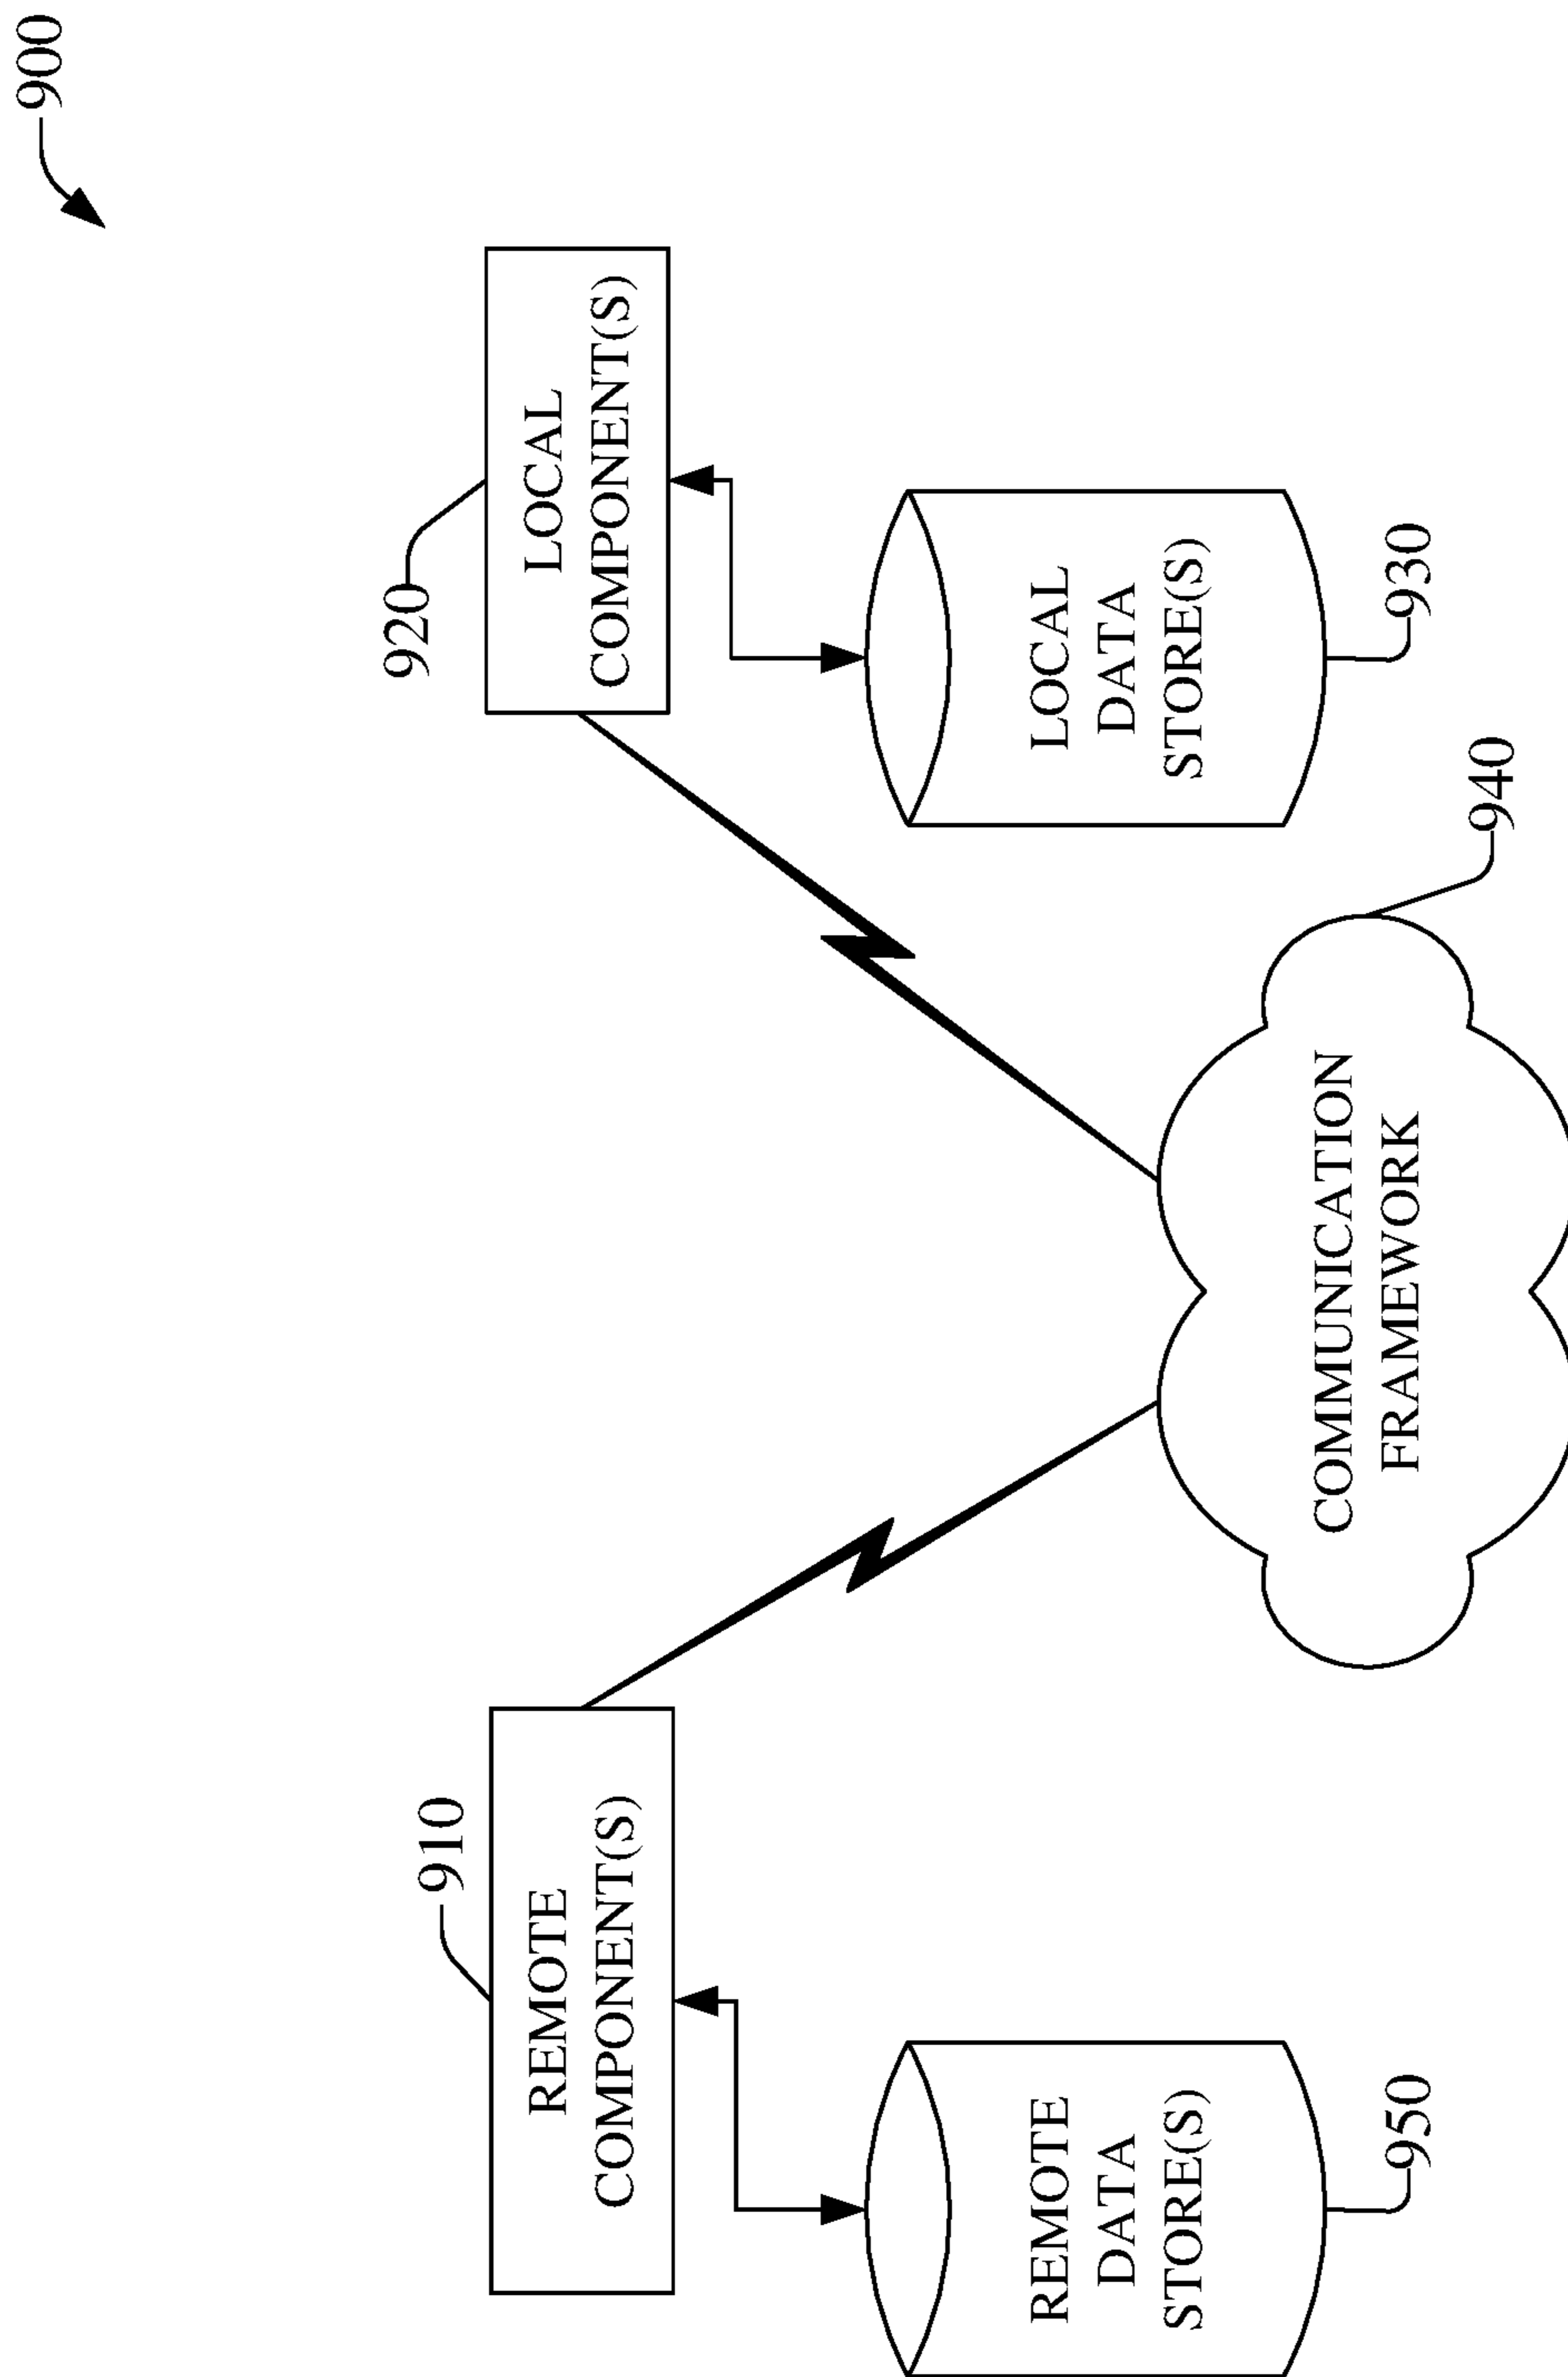 900
910
REMOTE
COMPONENT(S)
920
LOCAL
COMPONENT(S)
REMOTE
DATA
STORE(S)
950
COMMUNICATION
FRAMEWORK
940
LOCAL
DATA
STORE(S)
930